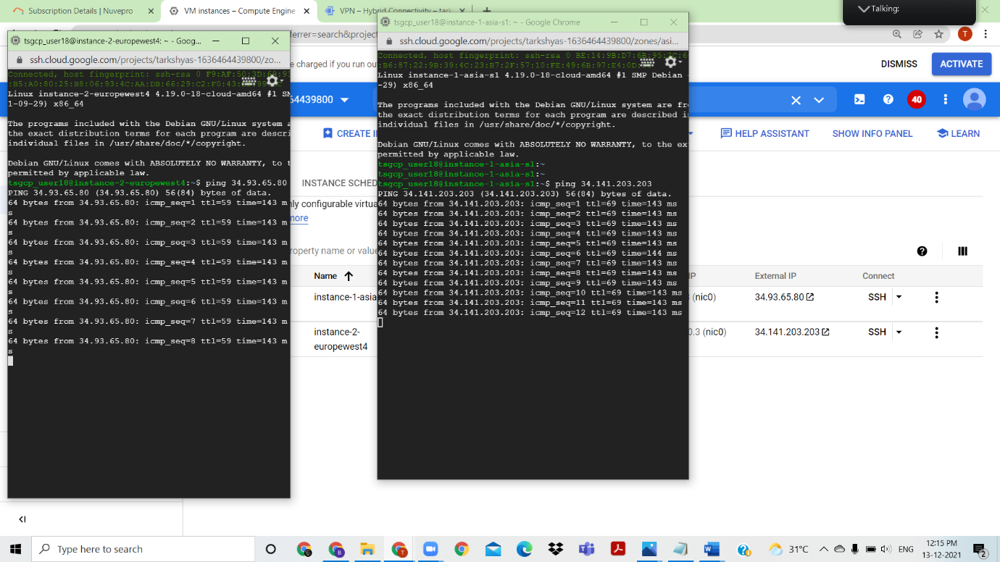 Subscription Details | Nuvepro
VM instances – Compute Engine
VPN – Hybrid Connectivity – tark
Talking:
tsgcp_user18@instance-2-europewest4: ~ - Goog...
ssh.cloud.google.com/projects/tarkshyas-1636464439800/zo...
Connected, host fingerprint: ssh-rsa 0 F9:AF:50:3D:68:93
:B5:A0:80:25:B8:06:93:4C:AA:DB:66:29:C2:F0:43
Linux instance-2-europewest4 4.19.0-18-cloud-amd64 #1 SM
1-09-29) x86_64
The programs included with the Debian GNU/Linux system a
the exact distribution terms for each program are descri
individual files in /usr/share/doc/*/copyright.
Debian GNU/Linux comes with ABSOLUTELY NO WARRANTY, to t
permitted by applicable law.
tsgcp_user18@instance-2-europewest4:~$ ping 34.93.65.80
PING 34.93.65.80 (34.93.65.80) 56(84) bytes of data.
64 bytes from 34.93.65.80: icmp_seq=1 ttl=59 time=143 m
s
64 bytes from 34.93.65.80: icmp_seq=2 ttl=59 time=143 m
s
64 bytes from 34.93.65.80: icmp_seq=3 ttl=59 time=143 m
s
64 bytes from 34.93.65.80: icmp_seq=4 ttl=59 time=143 m
s
64 bytes from 34.93.65.80: icmp_seq=5 ttl=59 time=143 m
s
64 bytes from 34.93.65.80: icmp_seq=6 ttl=59 time=143 m
s
64 bytes from 34.93.65.80: icmp_seq=7 ttl=59 time=143 m
s
64 bytes from 34.93.65.80: icmp_seq=8 ttl=59 time=143 m
s
tsgcp_user18@instance-1-asia-s1: ~ - Google Chrome
ssh.cloud.google.com/projects/tarkshyas-1636464439800/zones/asi...
Connected, host fingerprint: ssh-rsa 0 BE:14:9B:D7:6B:95:2C:6
:B6:87:22:9B:39:4C:23:B7:2F:57:10:FE:49:6B:97:E4:0D
Linux instance-1-asia-s1 4.19.0-18-cloud-amd64 #1 SMP Debian
-29) x86_64
The programs included with the Debian GNU/Linux system are fr
the exact distribution terms for each program are described i
individual files in /usr/share/doc/*/copyright.
Debian GNU/Linux comes with ABSOLUTELY NO WARRANTY, to the ex
permitted by applicable law.
tsgcp_user18@instance-1-asia-s1:~
tsgcp_user18@instance-1-asia-s1:~
tsgcp_user18@instance-1-asia-s1:~$ ping 34.141.203.203
PING 34.141.203.203 (34.141.203.203) 56(84) bytes of data.
64 bytes from 34.141.203.203: icmp_seq=1 ttl=69 time=143 ms
64 bytes from 34.141.203.203: icmp_seq=2 ttl=69 time=143 ms
64 bytes from 34.141.203.203: icmp_seq=3 ttl=69 time=143 ms
64 bytes from 34.141.203.203: icmp_seq=4 ttl=69 time=143 ms
64 bytes from 34.141.203.203: icmp_seq=5 ttl=69 time=143 ms
64 bytes from 34.141.203.203: icmp_seq=6 ttl=69 time=144 ms
64 bytes from 34.141.203.203: icmp_seq=7 ttl=69 time=143 ms
64 bytes from 34.141.203.203: icmp_seq=8 ttl=69 time=143 ms
64 bytes from 34.141.203.203: icmp_seq=9 ttl=69 time=143 ms
64 bytes from 34.141.203.203: icmp_seq=10 ttl=69 time=143 ms
64 bytes from 34.141.203.203: icmp_seq=11 ttl=69 time=143 ms
64 bytes from 34.141.203.203: icmp_seq=12 ttl=69 time=143 ms
ferrer=search&projec
T
e charged if you run ou
DISMISS
ACTIVATE
64439800
40
CREATE I
HELP ASSISTANT
SHOW INFO PANEL
LEARN
INSTANCE SCHED
ly configurable virtua
more
roperty name or value
Name
IP
External IP
Connect
instance-1-asia
(nic0)
34.93.65.80
SSH
instance-2-
europewest4
0.3 (nic0)
34.141.203.203
SSH
Type here to search
31°C
ENG
12:15 PM
13-12-2021
2